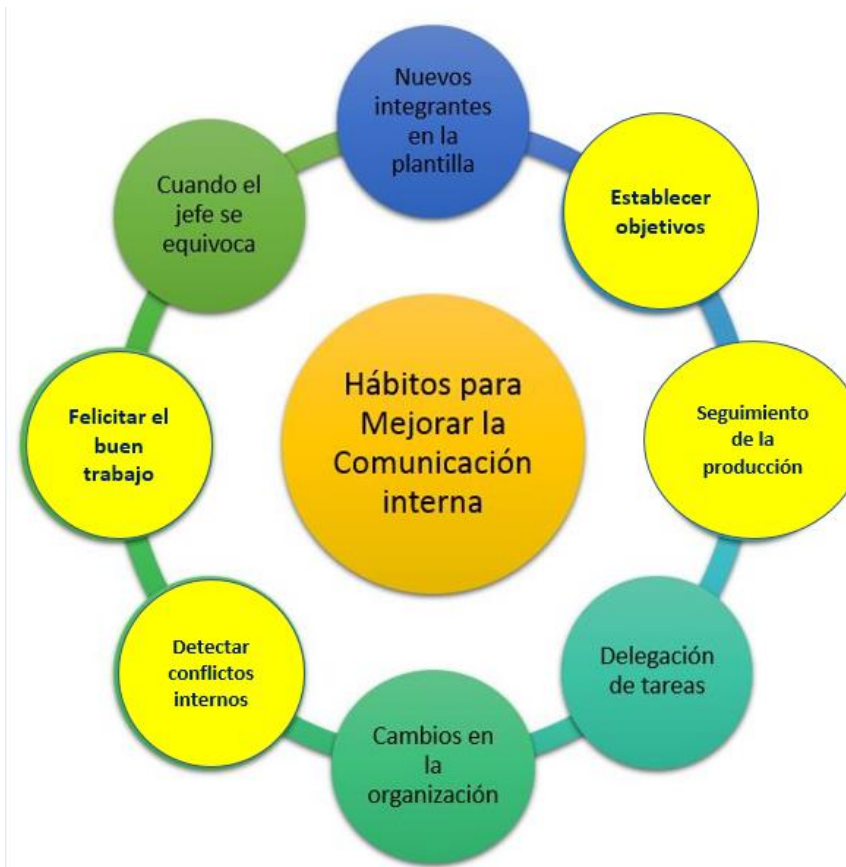 Nuevos
integrantes
en la
plantilla
Establecer
objetivos
Seguimiento
de la
producción
Delegación
de tareas
Cambios en
la
organización
Detectar
conflictos
internos
Felicitar el
buen
trabajo
Cuando el
jefe se
equivoca
Hábitos para
Mejorar la
Comunicación
interna